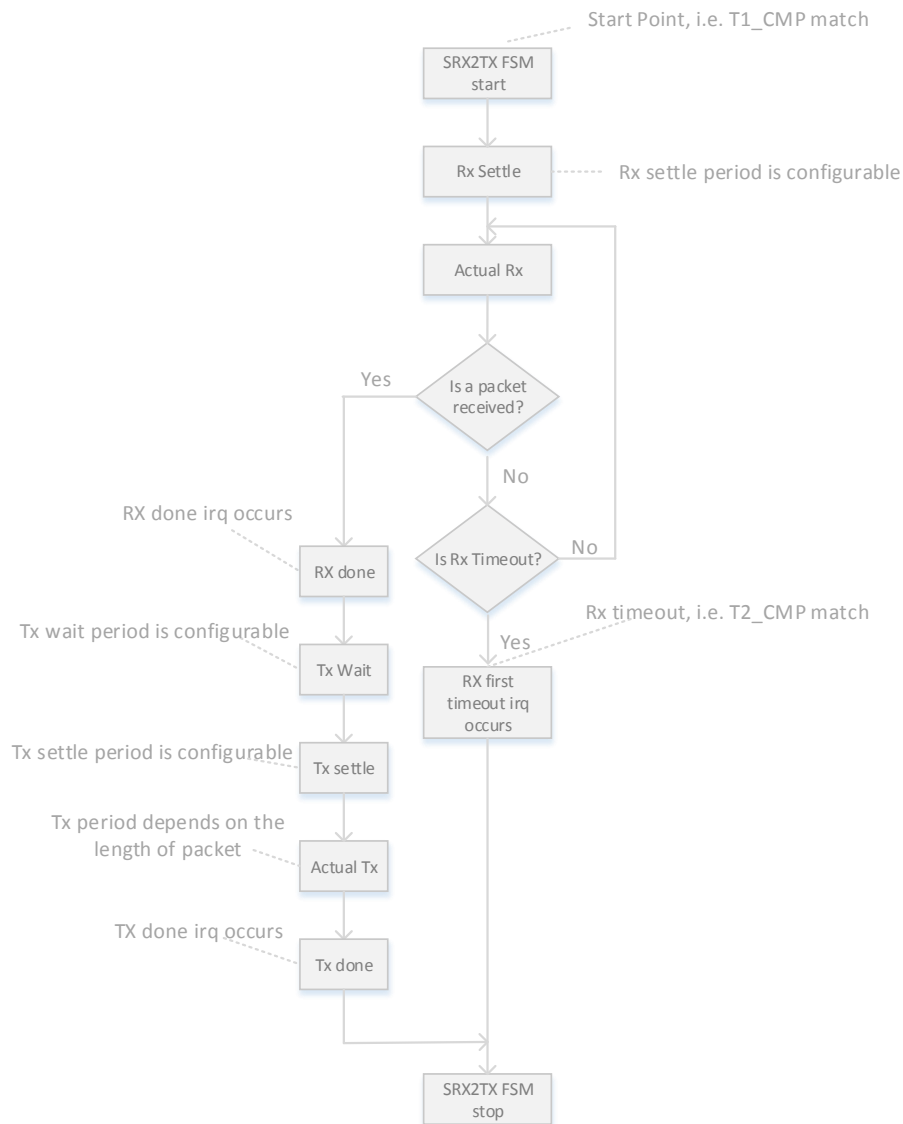 Start Point, i.e. T1_CMP match
SRX2TX FSM
start
Rx Settle
Rx settle period is configurable
Actual Rx
Yes
Is a packet
received?
No
RX done irq occurs
Is Rx Timeout?
No
RX done
Rx timeout, i.e. T2_CMP match
Tx wait period is configurable
Yes
Tx Wait
RX first
timeout irq
occurs
Tx settle period is configurable
Tx settle
Tx period depends on the
length of packet
Actual Tx
TX done irq occurs
Tx done
SRX2TX FSM
stop